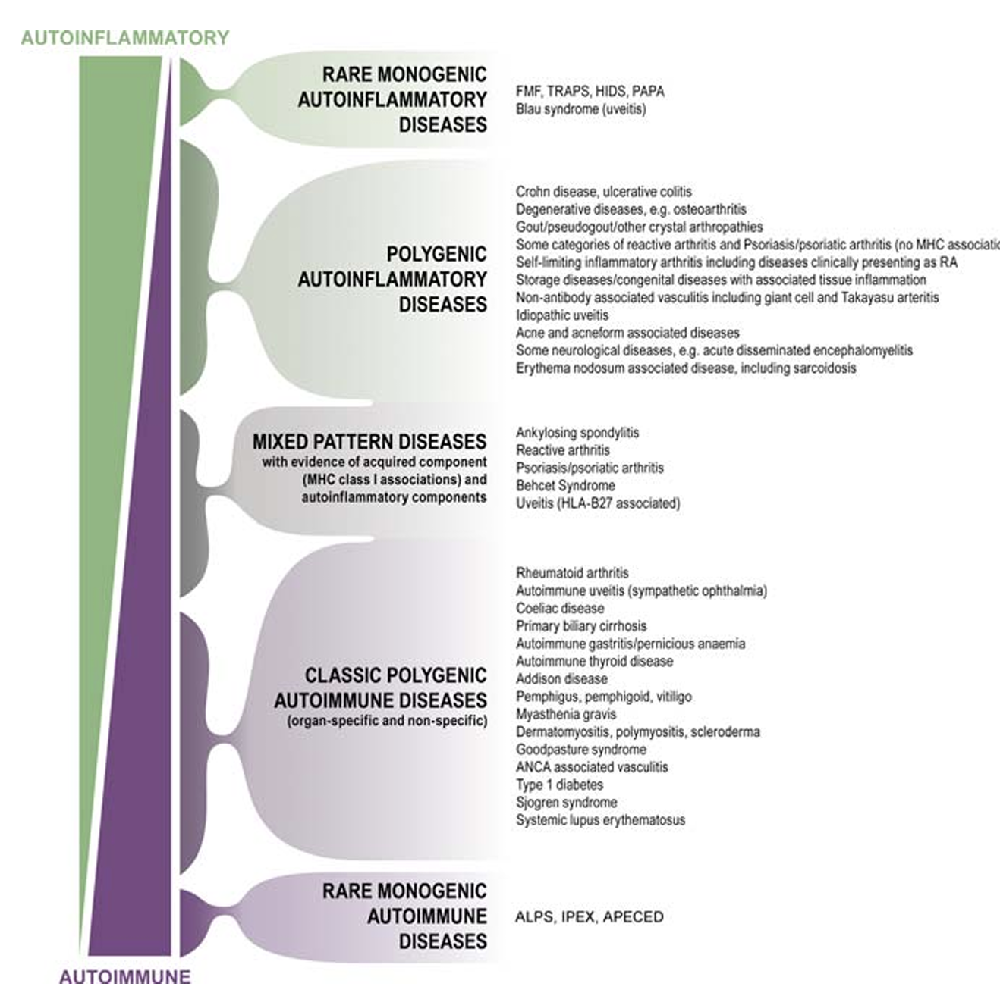 AUTOINFLAMMATORY
RARE MONOGENIC
AUTOINFLAMMATORY
DISEASES
FMF, TRAPS, HIDS, PAPA
Blau syndrome (uveitis)
POLYGENIC
AUTOINFLAMMATORY
DISEASES
Crohn disease, ulcerative colitis
Degenerative diseases, e.g. osteoarthritis
Gout/pseudogout/other crystal arthropathies
Some categories of reactive arthritis and Psoriasis/psoriatic arthritis (no MHC
Self-limiting inflammatory arthritis including diseases clinically presenting as RA
Storage diseases/congenital diseases with associated tissue inflammation
Non-antibody associated vasculitis including giant cell and Takayasu arteritis
Idiopathic uveitis
Acne and acneform associated diseases
Some neurological diseases, e.g. acute disseminated encephalomyelitis
Erythema nodosum associated disease, including sarcoidosis
MIXED PATTERN DISEASES
with evidence of acquired component
(MHC class I associations) and
autoinflammatory components
Ankylosing spondylitis
Reactive arthritis
Psoriasis/psoriatic arthritis
Behcet Syndrome
Uveitis (HLA-B27 associated)
CLASSIC POLYGENIC
AUTOIMMUNE DISEASES
(organ-specific and non-specific)
Rheumatoid arthritis
Autoimmune uveitis (sympathetic ophthalmia)
Coeliac disease
Primary biliary cirrhosis
Autoimmune gastritis/pernicious anaemia
Autoimmune thyroid disease
Addison disease
Pemphigus, pemphigoid, vitiligo
Myasthenia gravis
Dermatomyositis, polymyositis, scleroderma
Goodpasture syndrome
ANCA associated vasculitis
Type 1 diabetes
Sjogren syndrome
Systemic lupus erythematosus
RARE MONOGENIC
AUTOIMMUNE
DISEASES
ALPS, IPEX, APECED
AUTOIMMUNE